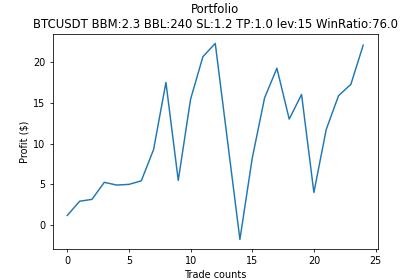 Portfolio
BTCUSDT BBM:2.3 BBL:240 SL:1.2 TP:1.0 lev:15 WinRatio:76.0
20
15
10
5
0
Profit ($)
0 5 10 15 20 25
Trade counts